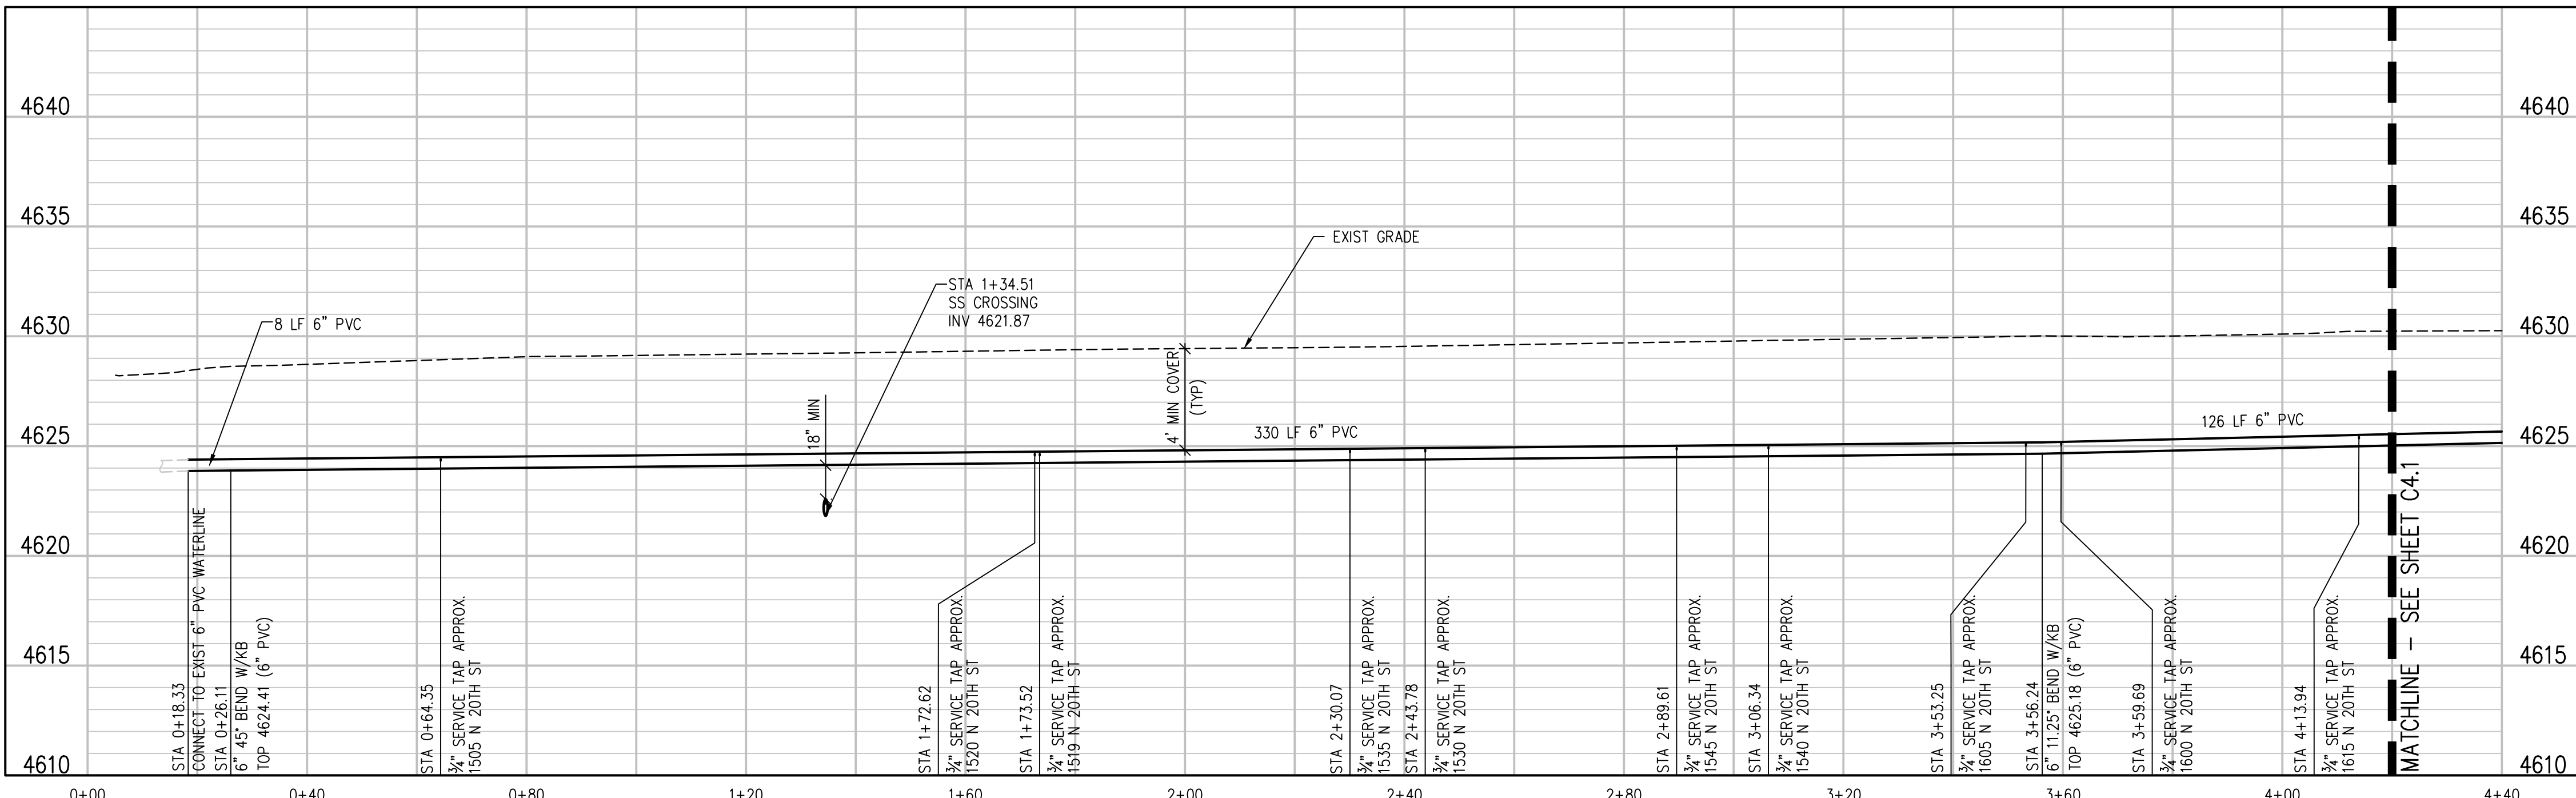 4640
4640
4635
4635
EXIST GRADE
STA 1+34.51
SS CROSSING
INV 4621.87
4630
8 LF 6" PVC
4630
4' MIN COVER
(TYP)
18" MIN
4625
330 LF 6" PVC
126 LF 6" PVC
4625
4620
4620
4615
4615
4610
4610
STA 0+18.33
CONNECT TO EXIST 6" PVC WATERLINE
STA 0+26.11
6" 45° BEND W/KB
TOP 4624.41 (6" PVC)
STA 0+64.35
¾" SERVICE TAP APPROX.
1505 N 20TH ST
STA 1+72.62
¾" SERVICE TAP APPROX.
1520 N 20TH ST
STA 1+73.52
¾" SERVICE TAP APPROX.
1519 N 20TH ST
STA 2+30.07
¾" SERVICE TAP APPROX.
1535 N 20TH ST
STA 2+43.78
¾" SERVICE TAP APPROX.
1530 N 20TH ST
STA 2+89.61
¾" SERVICE TAP APPROX.
1545 N 20TH ST
STA 3+06.34
¾" SERVICE TAP APPROX.
1540 N 20TH ST
STA 3+53.25
¾" SERVICE TAP APPROX.
1605 N 20TH ST
STA 3+56.24
6" 11.25° BEND W/KB
TOP 4625.18 (6" PVC)
STA 3+59.69
¾" SERVICE TAP APPROX.
1600 N 20TH ST
STA 4+13.94
¾" SERVICE TAP APPROX.
1615 N 20TH ST
MATCHLINE - SEE SHEET C4.1
0+00
0+40
0+80
1+20
1+60
2+00
2+40
2+80
3+20
3+60
4+00
4+40